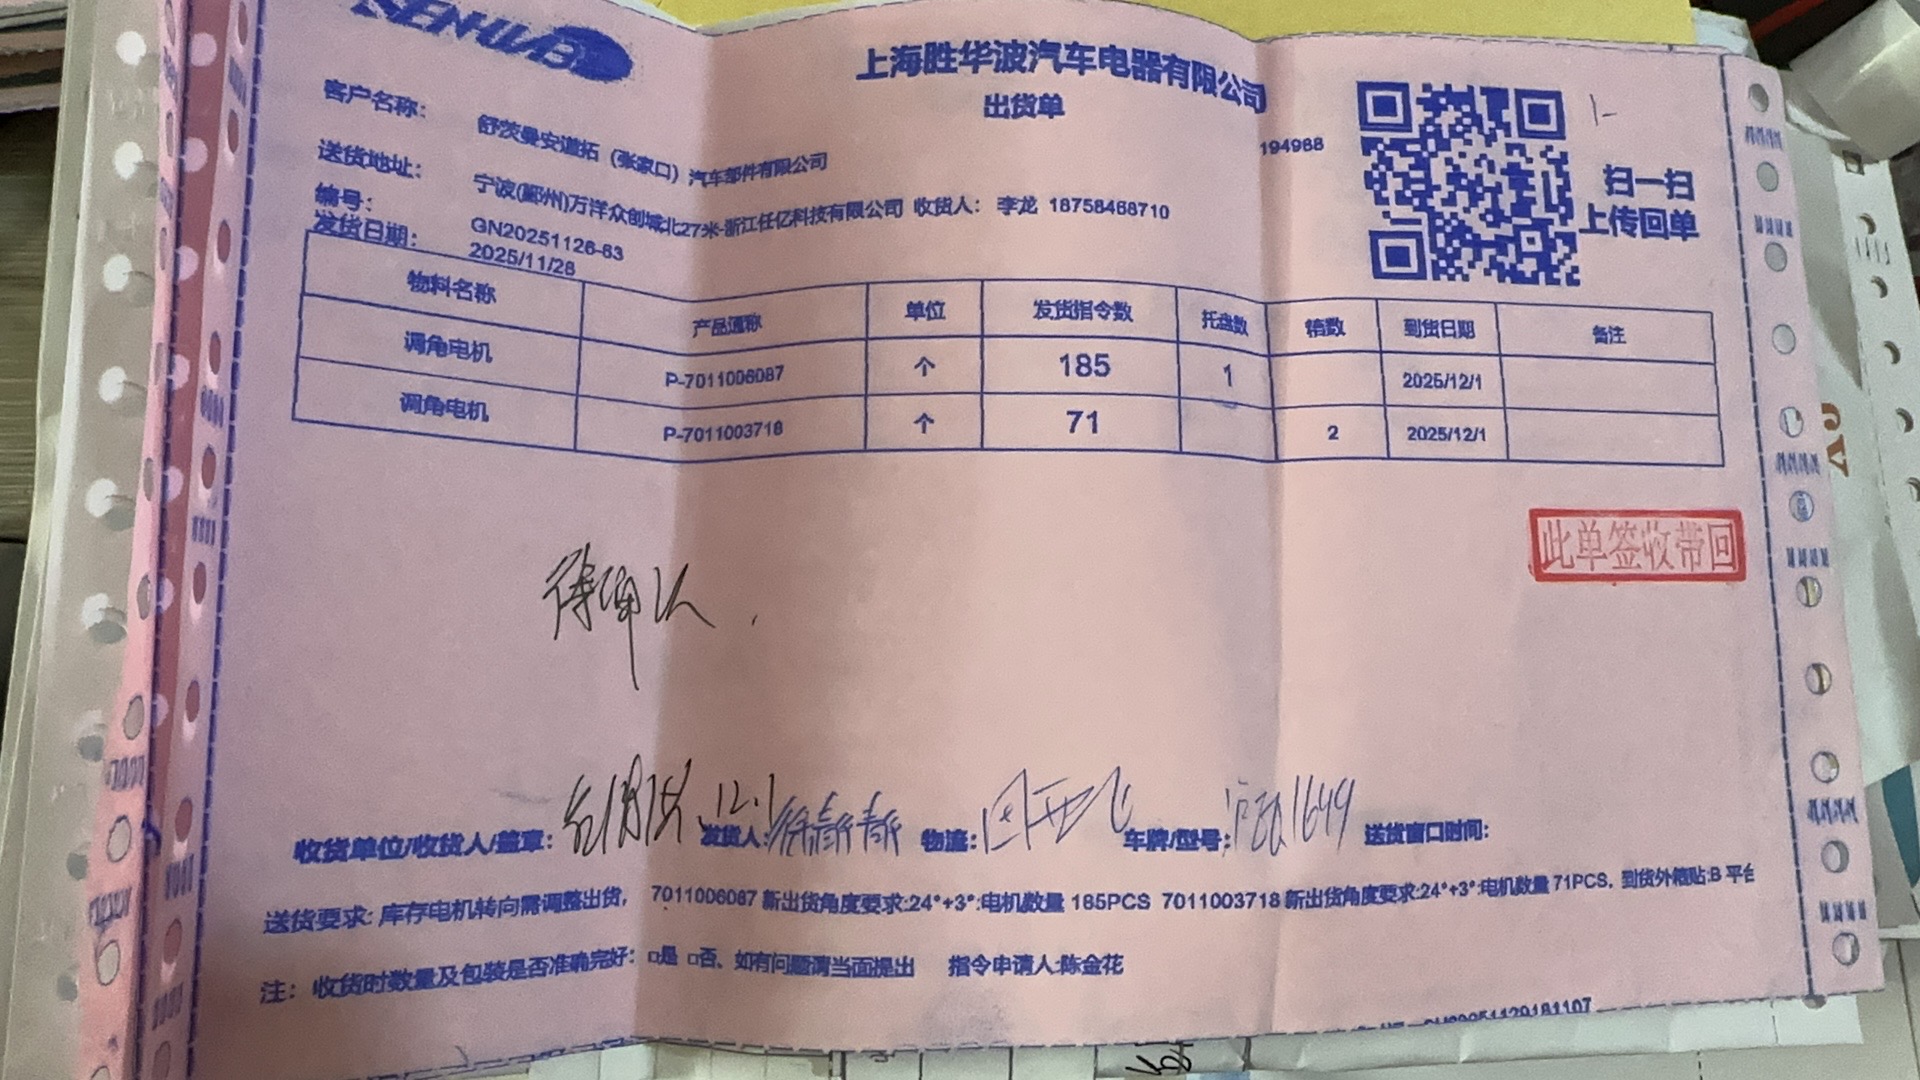 SENHWA
上海胜华波汽车电器有限公司
出货单
客户名称： 舒茨曼安道拓（张家口）汽车部件有限公司
194988
送货地址： 宁波(鄞州)万洋众创城北27米-浙江任亿科技有限公司 收货人： 李龙 18758468710
编号： GN20251126-63
发货日期： 2025/11/28
扫一扫
上传回单
物料名称 产品通称 单位 发货指令数 托盘数 箱数 到货日期 备注
调角电机 P-7011006087 个 185 1 2025/12/1
调角电机 P-7011003718 个 71 2 2025/12/1
此单签收带回
收货单位/收货人/盖章： 12.1 发货人： 徐静静 物流： 车牌/型号： 1649 送货窗口时间：
送货要求：库存电机转向需调整出货， 7011006087 新出货角度要求:24°+3°:电机数量 185PCS 7011003718 新出货角度要求:24°+3°:电机数量 71PCS，到货外箱贴:B 平台
注： 收货时数量及包装是否准确完好：□是 □否、如有问题请当面提出 指令申请人:陈金花